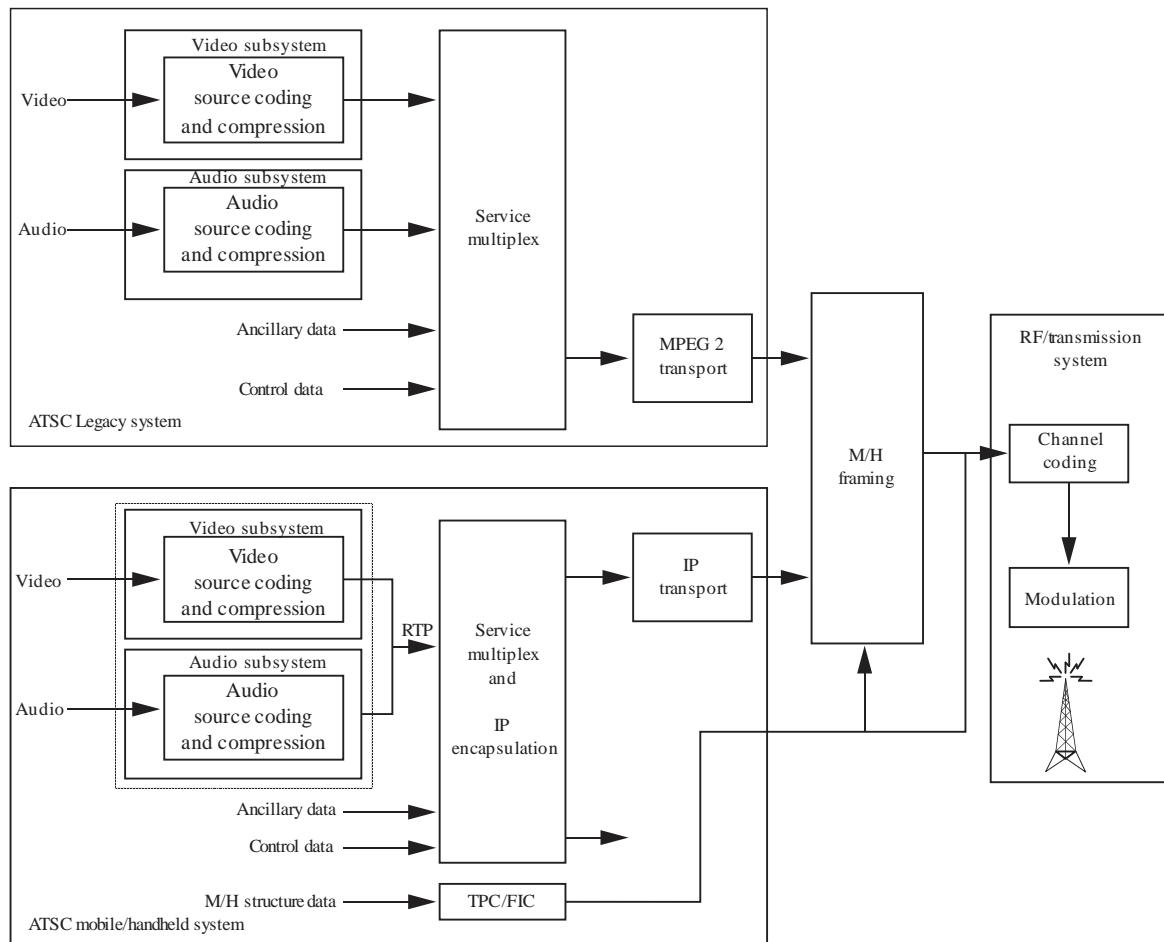 Video subsystem
Video
source coding
and compression
Video
Audio subsystem
Audio
source coding
and compression
Audio
Service
multiplex
Ancillary data
Control data
MPEG 2
transport
ATSC Legacy system
M/H
framing
RF/transmission
system
Channel
coding
Modulation
Video subsystem
Video
source coding
and compression
Video
Audio subsystem
Audio
source coding
and compression
Audio
RTP
Service
multiplex
and
IP
encapsulation
IP
transport
Ancillary data
Control data
M/H structure data
TPC/FIC
ATSC mobile/handheld system